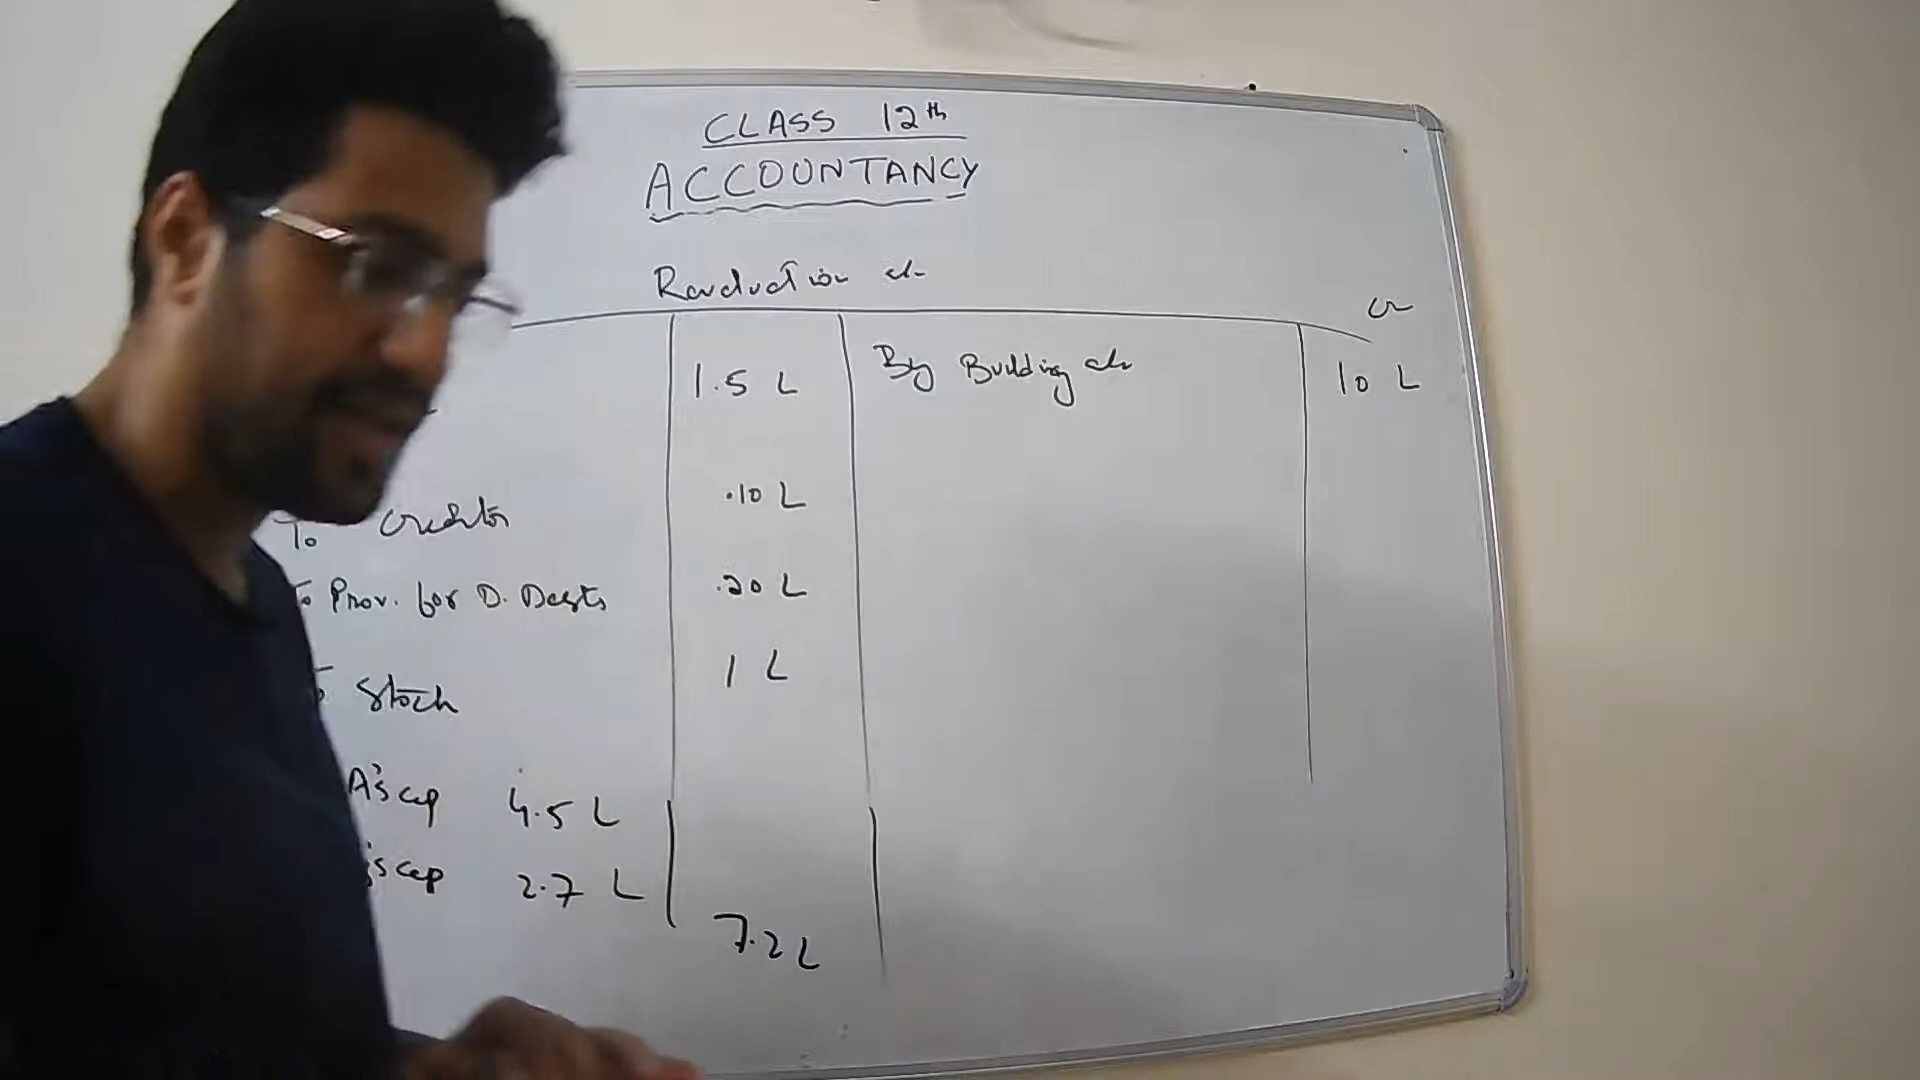 CLASS 12th
ACCOUNTANCY
Revaluation a/c
Cr
1.5 L By Building a/c 10 L
To Creditors .10 L
To Prov. for D. Debts .20 L
To Stock 1 L
A's cap 4.5 L
's cap 2.7 L
7.2 L